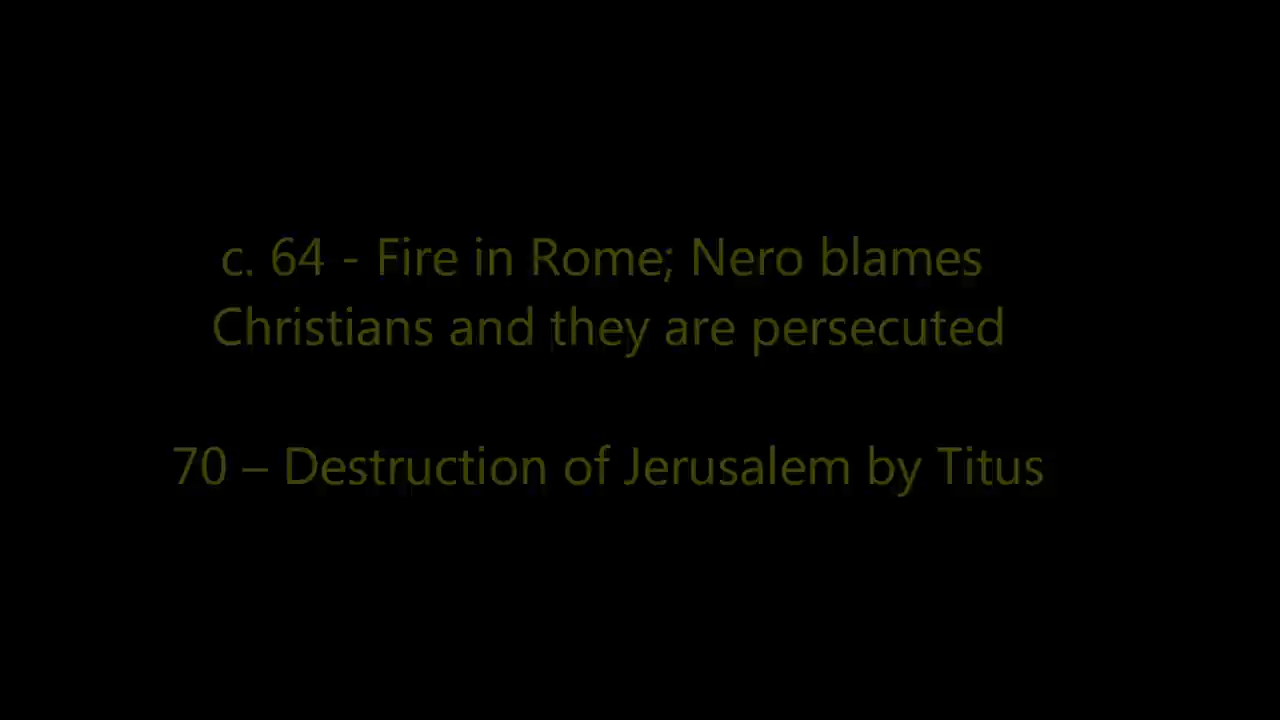 c. 64 - Fire in Rome; Nero blames
Christians and they are persecuted
70 – Destruction of Jerusalem by Titus